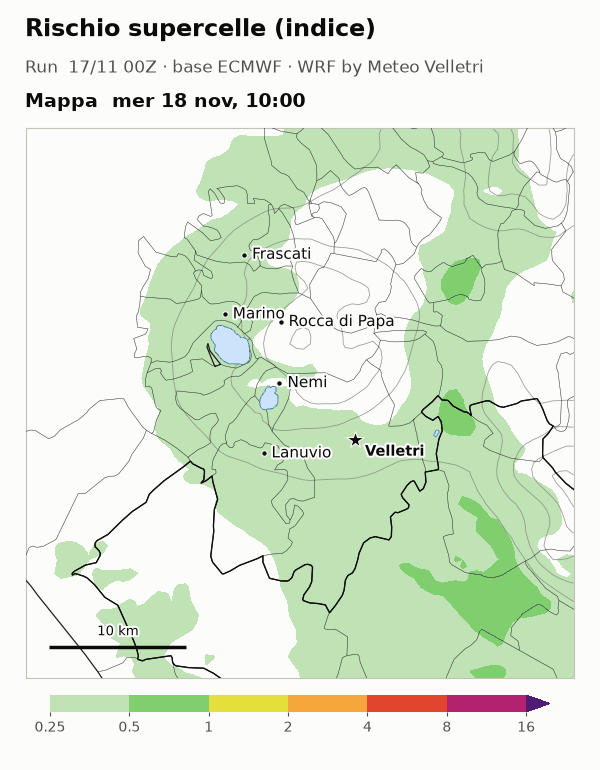 Rischio supercelle (indice)
Run  17/11 00Z · base ECMWF · WRF by Meteo Velletri
Mappa  mer 18 nov, 10:00
Frascati
Marino
Rocca di Papa
Nemi
Velletri
Lanuvio
10 km
0.25 0.5 1 2 4 8 16